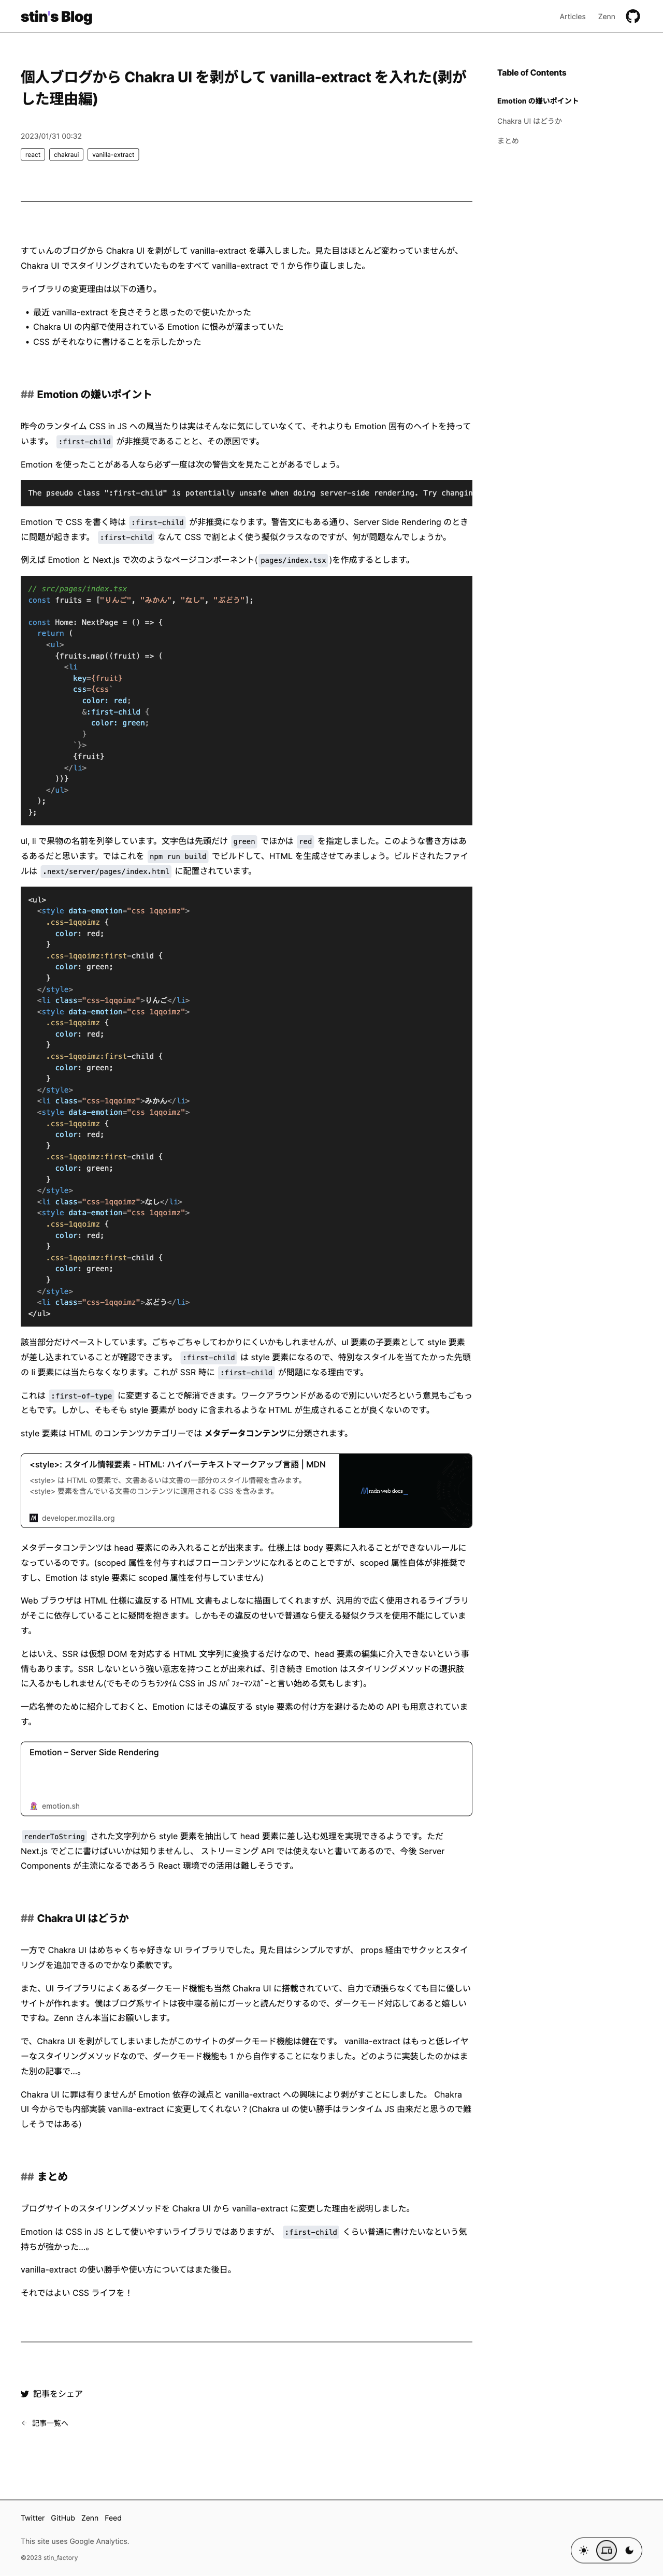 stin's Blog
Articles
Zenn
個人ブログから Chakra UI を剥がして vanilla-extract を入れた(剥が
した理由編)
2023/01/31 00:32
react
chakraui
vanilla-extract
Table of Contents
Emotion の嫌いポイント
Chakra UI はどうか
まとめ
すてぃんのブログから Chakra UI を剥がして vanilla-extract を導入しました。見た目はほとんど変わっていませんが、
Chakra UI でスタイリングされていたものをすべて vanilla-extract で 1 から作り直しました。
ライブラリの変更理由は以下の通り。
• 最近 vanilla-extract を良さそうと思ったので使いたかった
• Chakra UI の内部で使用されている Emotion に恨みが溜まっていた
• CSS がそれなりに書けることを示したかった
## Emotion の嫌いポイント
昨今のランタイム CSS in JS への風当たりは実はそんなに気にしていなくて、それよりも Emotion 固有のヘイトを持って
います。 :first-child が非推奨であることと、その原因です。
Emotion を使ったことがある人なら必ず一度は次の警告文を見たことがあるでしょう。
The pseudo class ":first-child" is potentially unsafe when doing server-side rendering. Try changin
Emotion で CSS を書く時は :first-child が非推奨になります。警告文にもある通り、Server Side Rendering のとき
に問題が起きます。 :first-child なんて CSS で割とよく使う擬似クラスなのですが、何が問題なんでしょうか。
例えば Emotion と Next.js で次のようなページコンポーネント( pages/index.tsx )を作成するとします。
// src/pages/index.tsx
const fruits = ["りんご", "みかん", "なし", "ぶどう"];
const Home: NextPage = () => {
return (
<ul>
{fruits.map((fruit) => (
<li
key={fruit}
css={css`
color: red;
&:first-child {
color: green;
}
`}>
{fruit}
</li>
))}
</ul>
);
};
ul, li で果物の名前を列挙しています。文字色は先頭だけ green でほかは red を指定しました。このような書き方はあ
るあるだと思います。ではこれを npm run build でビルドして、HTML を生成させてみましょう。ビルドされたファイ
ルは .next/server/pages/index.html に配置されています。
<ul>
<style data-emotion="css 1qqoimz">
.css-1qqoimz {
color: red;
}
.css-1qqoimz:first-child {
color: green;
}
</style>
<li class="css-1qqoimz">りんご</li>
<style data-emotion="css 1qqoimz">
.css-1qqoimz {
color: red;
}
.css-1qqoimz:first-child {
color: green;
}
</style>
<li class="css-1qqoimz">みかん</li>
<style data-emotion="css 1qqoimz">
.css-1qqoimz {
color: red;
}
.css-1qqoimz:first-child {
color: green;
}
</style>
<li class="css-1qqoimz">なし</li>
<style data-emotion="css 1qqoimz">
.css-1qqoimz {
color: red;
}
.css-1qqoimz:first-child {
color: green;
}
</style>
<li class="css-1qqoimz">ぶどう</li>
</ul>
該当部分だけペーストしています。ごちゃごちゃしてわかりにくいかもしれませんが、ul 要素の子要素として style 要素
が差し込まれていることが確認できます。 :first-child は style 要素になるので、特別なスタイルを当てたかった先頭
の li 要素には当たらなくなります。これが SSR 時に :first-child が問題になる理由です。
これは :first-of-type に変更することで解消できます。ワークアラウンドがあるので別にいいだろという意見もごもっ
ともです。しかし、そもそも style 要素が body に含まれるような HTML が生成されることが良くないのです。
style 要素は HTML のコンテンツカテゴリーでは メタデータコンテンツに分類されます。
<style>: スタイル情報要素 - HTML: ハイパーテキストマークアップ言語 | MDN
<style> は HTML の要素で、文書あるいは文書の一部分のスタイル情報を含みます。
<style> 要素を含んでいる文書のコンテンツに適用される CSS を含みます。
developer.mozilla.org
mdn web docs
メタデータコンテンツは head 要素にのみ入れることが出来ます。仕様上は body 要素に入れることができないルールに
なっているのです。(scoped 属性を付与すればフローコンテンツになれるとのことですが、scoped 属性自体が非推奨で
すし、Emotion は style 要素に scoped 属性を付与していません)
Web ブラウザは HTML 仕様に違反する HTML 文書もよしなに描画してくれますが、汎用的で広く使用されるライブラリ
がそこに依存していることに疑問を抱きます。しかもその違反のせいで普通なら使える疑似クラスを使用不能にしていま
す。
とはいえ、SSR は仮想 DOM を対応する HTML 文字列に変換するだけなので、head 要素の編集に介入できないという事
情もあります。SSR しないという強い意志を持つことが出来れば、引き続き Emotion はスタイリングメソッドの選択肢
に入るかもしれません(でもそのうちﾗﾝﾀｲﾑ CSS in JS ﾊﾊﾟﾌｫｰﾏﾝｽｶﾞｰと言い始める気もします)。
一応名誉のために紹介しておくと、Emotion にはその違反する style 要素の付け方を避けるための API も用意されていま
す。
Emotion – Server Side Rendering
emotion.sh
renderToString された文字列から style 要素を抽出して head 要素に差し込む処理を実現できるようです。ただ
Next.js でどこに書けばいいかは知りませんし、 ストリーミング API では使えないと書いてあるので、今後 Server
Components が主流になるであろう React 環境での活用は難しそうです。
## Chakra UI はどうか
一方で Chakra UI はめちゃくちゃ好きな UI ライブラリでした。見た目はシンプルですが、 props 経由でサクッとスタイ
リングを追加できるのでかなり柔軟です。
また、UI ライブラリによくあるダークモード機能も当然 Chakra UI に搭載されていて、自力で頑張らなくても目に優しい
サイトが作れます。僕はブログ系サイトは夜中寝る前にガーッと読んだりするので、ダークモード対応してあると嬉しい
ですね。Zenn さん本当にお願いします。
で、Chakra UI を剥がしてしまいましたがこのサイトのダークモード機能は健在です。 vanilla-extract はもっと低レイヤ
ーなスタイリングメソッドなので、ダークモード機能も 1 から自作することになりました。どのように実装したのかはま
た別の記事で...。
Chakra UI に罪は有りませんが Emotion 依存の減点と vanilla-extract への興味により剥がすことにしました。 Chakra
UI 今からでも内部実装 vanilla-extract に変更してくれない？(Chakra uI の使い勝手はランタイム JS 由来だと思うので難
しそうではある)
## まとめ
ブログサイトのスタイリングメソッドを Chakra UI から vanilla-extract に変更した理由を説明しました。
Emotion は CSS in JS として使いやすいライブラリではありますが、 :first-child くらい普通に書けたいなという気
持ちが強かった...。
vanilla-extract の使い勝手や使い方についてはまた後日。
それではよい CSS ライフを！
記事をシェア
← 記事一覧へ
Twitter
GitHub
Zenn
Feed
This site uses Google Analytics.
©2023 stin_factory